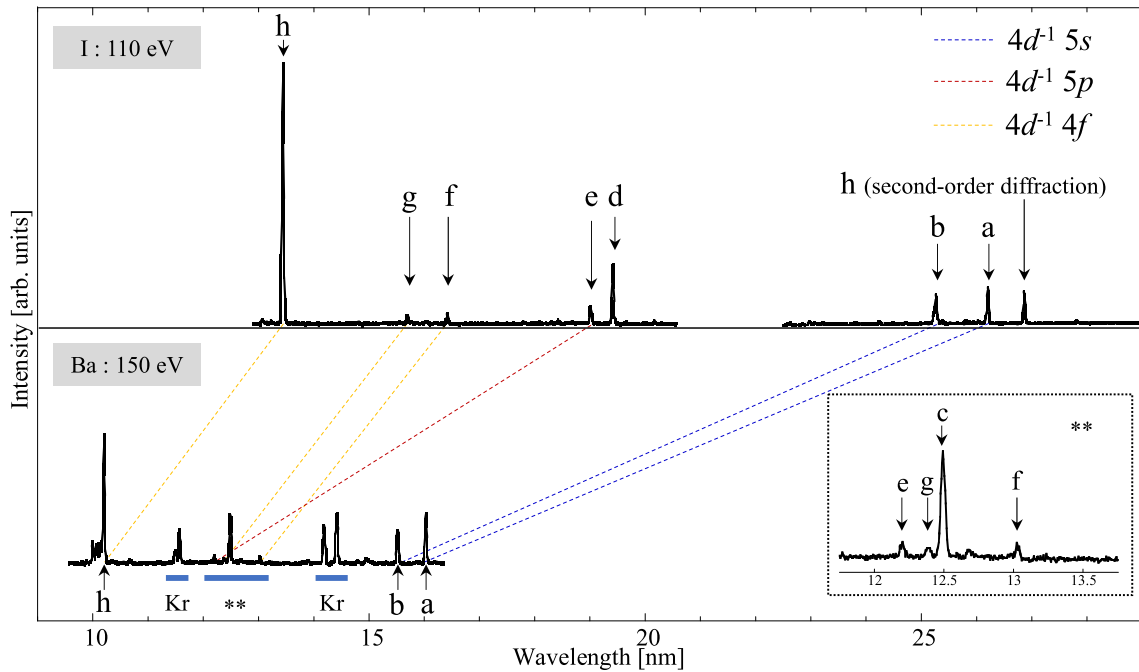 I : 110 eV
h
g
f
e
d
h (second-order diffraction)
b
a
4d⁻¹ 5s
4d⁻¹ 5p
4d⁻¹ 4f
Intensity [arb. units]
Ba : 150 eV
h
Kr
**
Kr
b
a
c
**
e
g
f
12
12.5
13
13.5
10
15
20
25
Wavelength [nm]